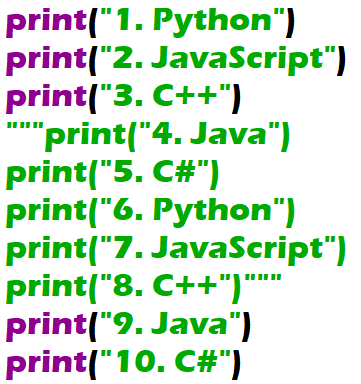 print("1. Python")
print("2. JavaScript")
print("3. C++")
"""print("4. Java")
print("5. C#")
print("6. Python")
print("7. JavaScript")
print("8. C++")"""
print("9. Java")
print("10. C#")